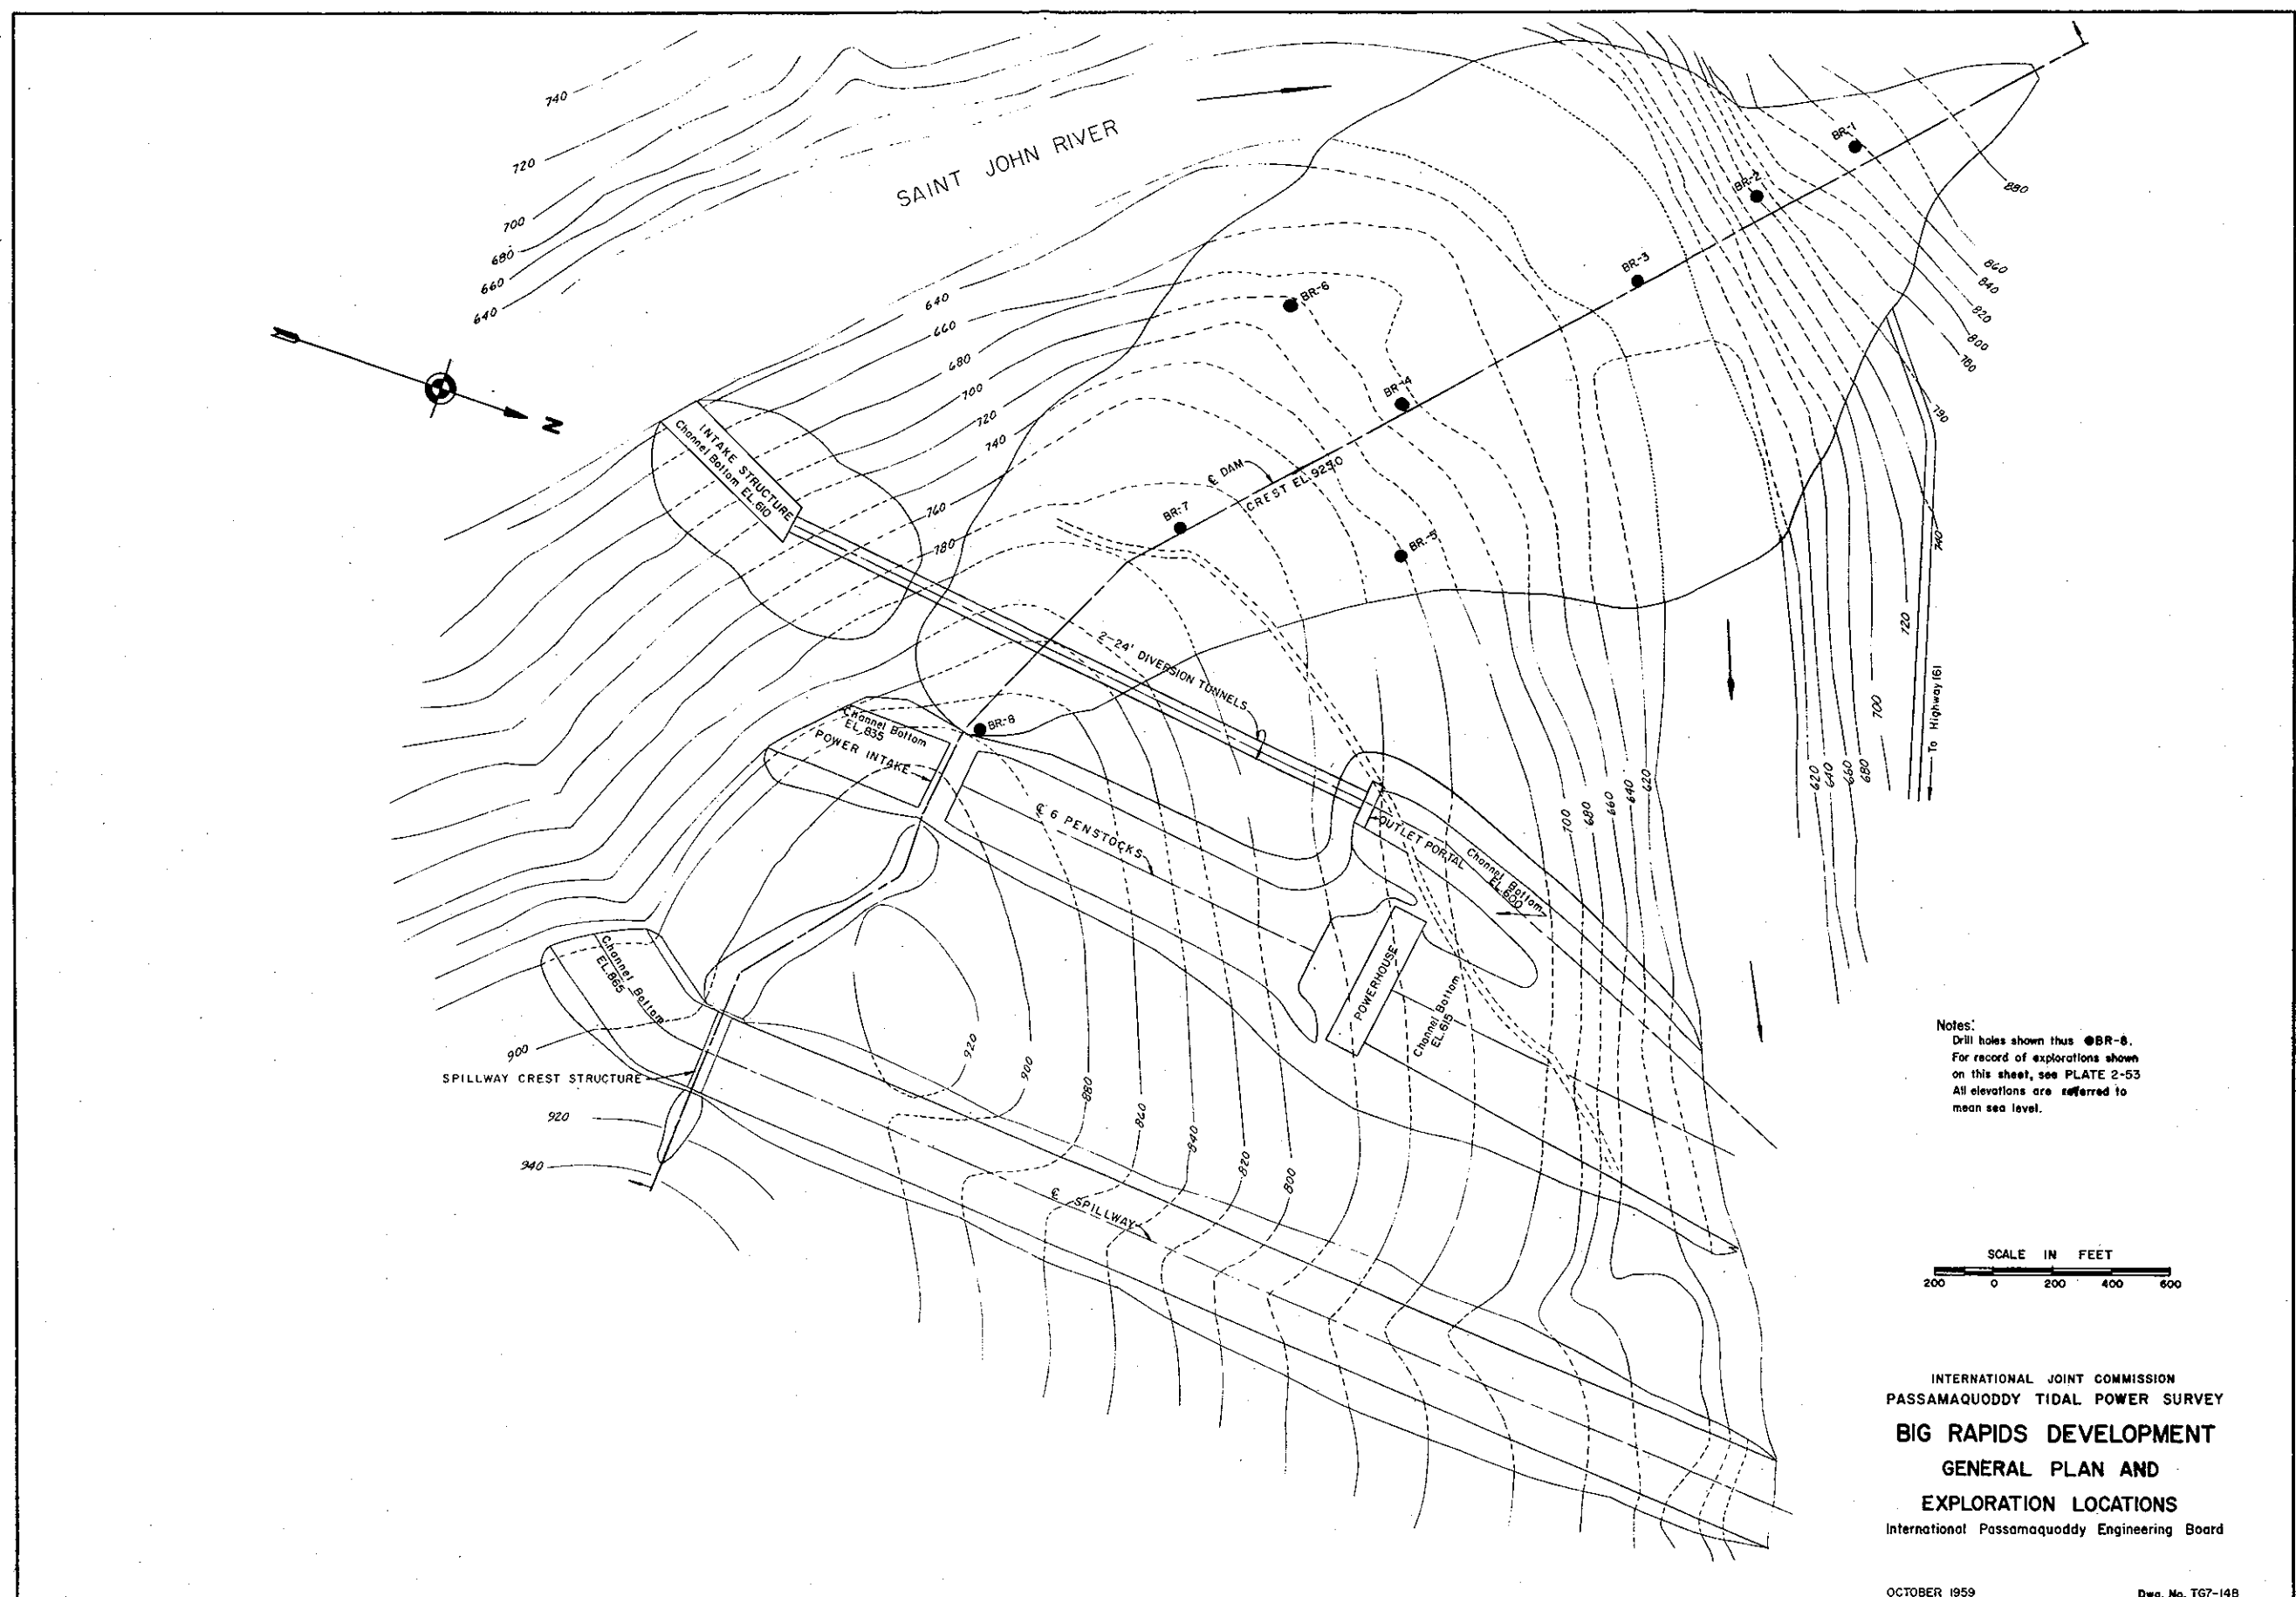 740
720
700
680
660
640
SAINT JOHN RIVER
N
640
660
680
700
720
740
760
780
INTAKE STRUCTURE
Channel Bottom EL.610
BR-1
BR-2
BR-3
BR-4
BR-5
BR-6
BR-7
BR-8
880
860
840
820
800
780
790
740
720
700
To Highway 161
620
640
660
680
℄ DAM
CREST EL. 925.0
2-24' DIVERSION TUNNELS
Channel Bottom
EL. 835
POWER INTAKE
℄ 6 PENSTOCKS
OUTLET PORTAL
Channel Bottom
EL.600
700
680
660
640
620
POWERHOUSE
Channel Bottom
EL.615
Channel Bottom
EL.865
900
SPILLWAY CREST STRUCTURE
920
940
920
900
880
860
840
820
800
℄ SPILLWAY
Notes:
Drill holes shown thus ●BR-8.
For record of explorations shown
on this sheet, see PLATE 2-53
All elevations are referred to
mean sea level.
SCALE IN FEET
200 0 200 400 600
INTERNATIONAL JOINT COMMISSION
PASSAMAQUODDY TIDAL POWER SURVEY
BIG RAPIDS DEVELOPMENT
GENERAL PLAN AND
EXPLORATION LOCATIONS
International Passamaquoddy Engineering Board
OCTOBER 1959
Dwg. No. TG7-148